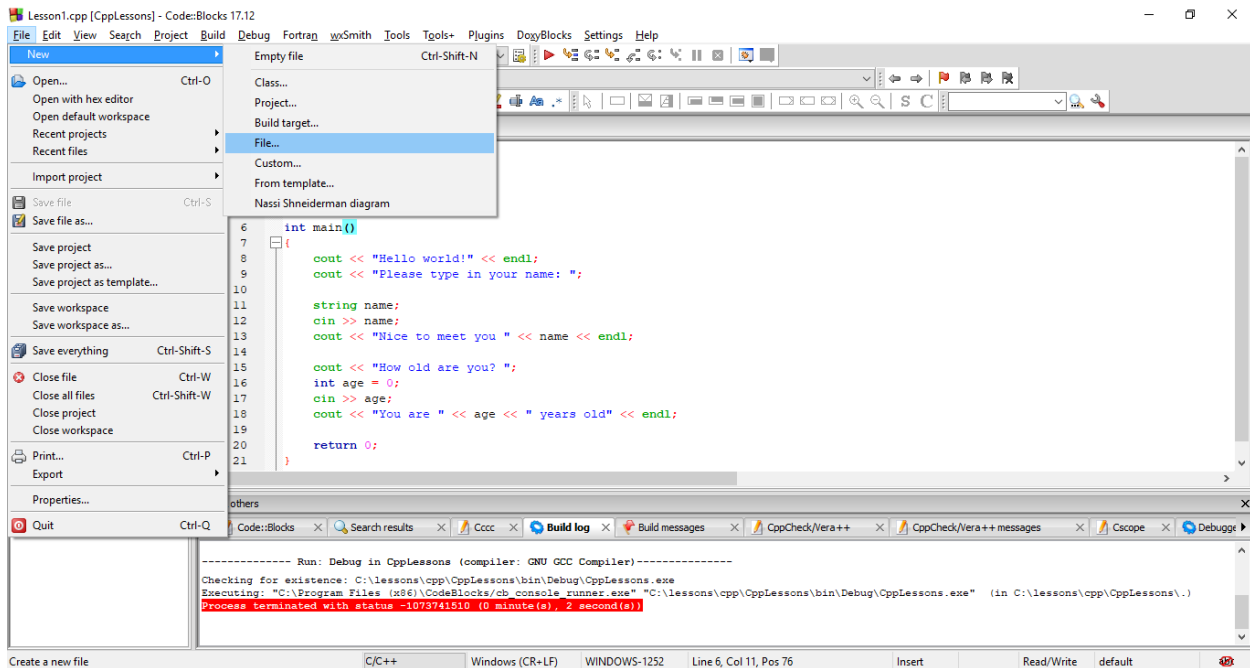 Lesson1.cpp [CppLessons] - Code::Blocks 17.12
File Edit View Search Project Build Debug Fortran wxSmith Tools Tools+ Plugins DoxyBlocks Settings Help
New
Open... Ctrl-O
Open with hex editor
Open default workspace
Recent projects
Recent files
Import project
Save file Ctrl-S
Save file as...
Save project
Save project as...
Save project as template...
Save workspace
Save workspace as...
Save everything Ctrl-Shift-S
Close file Ctrl-W
Close all files Ctrl-Shift-W
Close project
Close workspace
Print... Ctrl-P
Export
Properties...
Quit Ctrl-Q
Empty file Ctrl-Shift-N
Class...
Project...
Build target...
File...
Custom...
From template...
Nassi Shneiderman diagram
S C
6 int main()
7 {
8 cout << "Hello world!" << endl;
9 cout << "Please type in your name: ";
10
11 string name;
12 cin >> name;
13 cout << "Nice to meet you " << name << endl;
14
15 cout << "How old are you? ";
16 int age = 0;
17 cin >> age;
18 cout << "You are " << age << " years old" << endl;
19
20 return 0;
21 }
others
Code::Blocks Search results Cccc Build log Build messages CppCheck/Vera++ CppCheck/Vera++ messages Cscope Debugge
-------------- Run: Debug in CppLessons (compiler: GNU GCC Compiler)---------------
Checking for existence: C:\lessons\cpp\CppLessons\bin\Debug\CppLessons.exe
Executing: "C:\Program Files (x86)\CodeBlocks/cb_console_runner.exe" "C:\lessons\cpp\CppLessons\bin\Debug\CppLessons.exe" (in C:\lessons\cpp\CppLessons\.)
Process terminated with status -1073741510 (0 minute(s), 2 second(s))
Create a new file C/C++ Windows (CR+LF) WINDOWS-1252 Line 6, Col 11, Pos 76 Insert Read/Write default